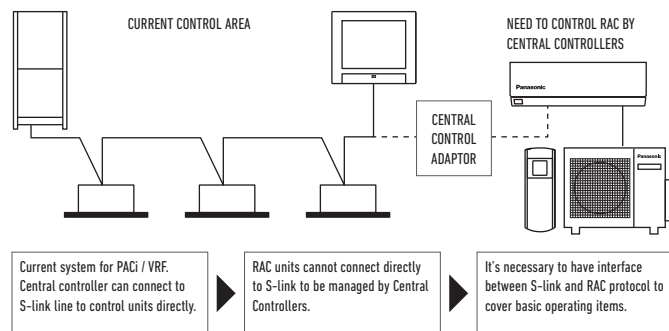 CURRENT CONTROL AREA
NEED TO CONTROL RAC BY
CENTRAL CONTROLLERS
Panasonic
CENTRAL
CONTROL
ADAPTOR
Panasonic
Current system for PACi / VRF.
Central controller can connect to
S-link line to control units directly.
RAC units cannot connect directly
to S-link to be managed by Central
Controllers.
It's necessary to have interface
between S-link and RAC protocol to
cover basic operating items.